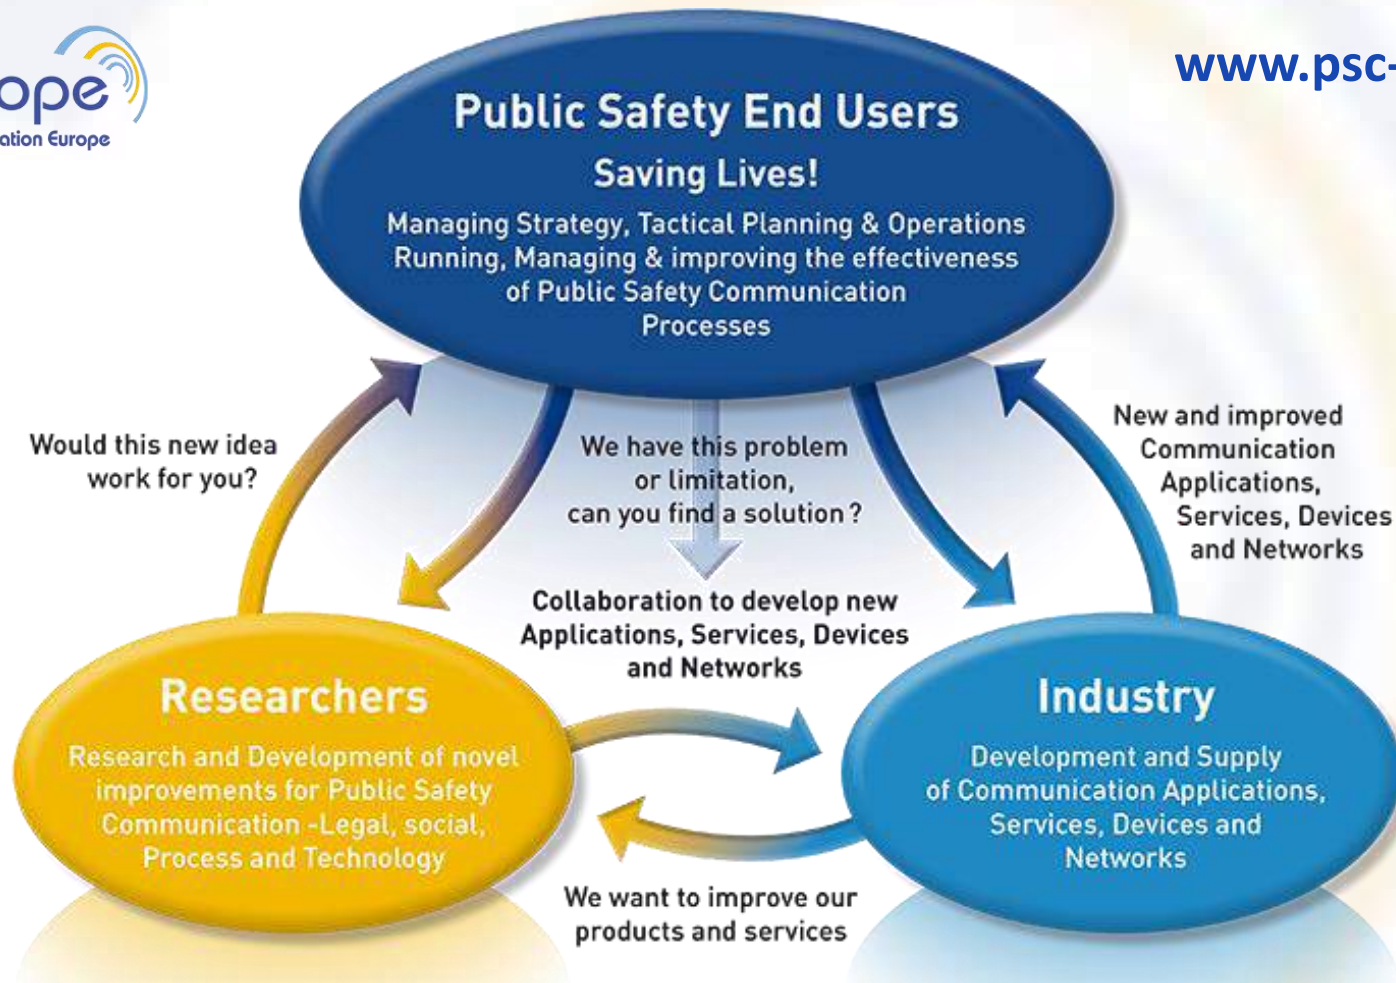 ope
ation Europe
www.psc-
Public Safety End Users
Saving Lives!
Managing Strategy, Tactical Planning & Operations
Running, Managing & improving the effectiveness
of Public Safety Communication
Processes
Would this new idea
work for you?
We have this problem
or limitation,
can you find a solution?
New and improved
Communication
Applications,
Services, Devices
and Networks
Collaboration to develop new
Applications, Services, Devices
and Networks
Researchers
Research and Development of novel
improvements for Public Safety
Communication -Legal, social,
Process and Technology
Industry
Development and Supply
of Communication Applications,
Services, Devices and
Networks
We want to improve our
products and services